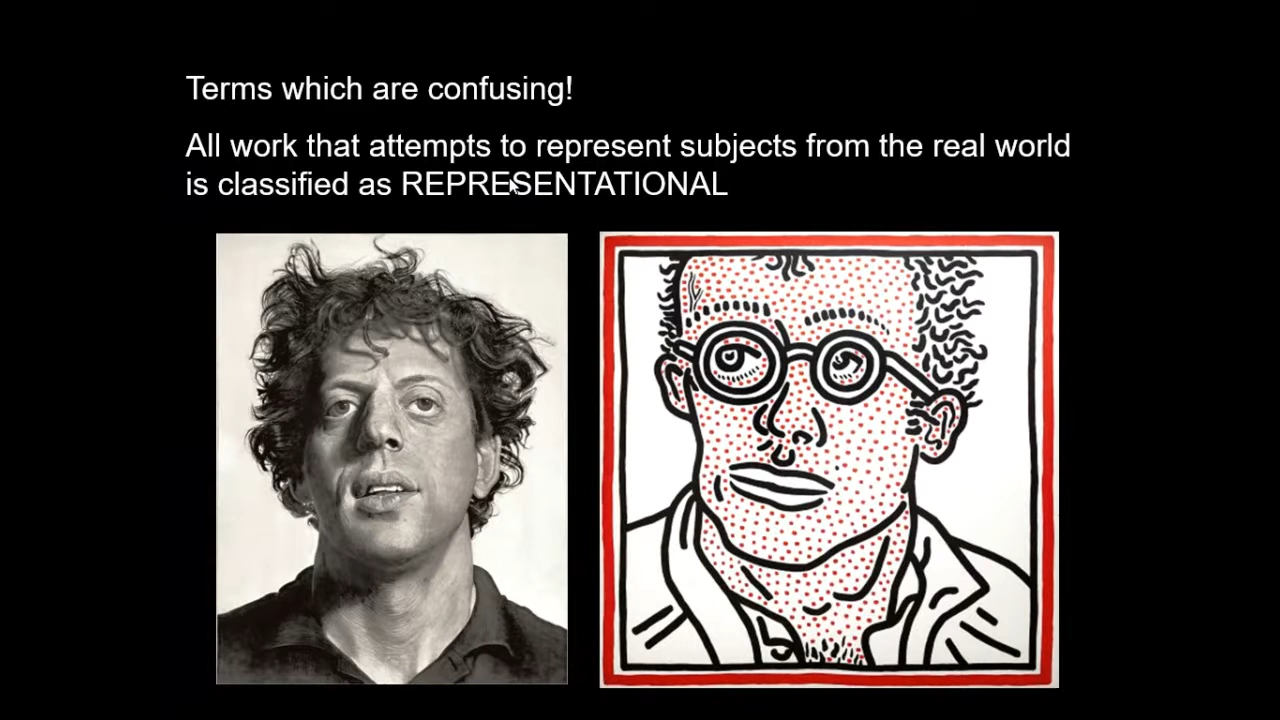 Terms which are confusing!
All work that attempts to represent subjects from the real world
is classified as REPRESENTATIONAL